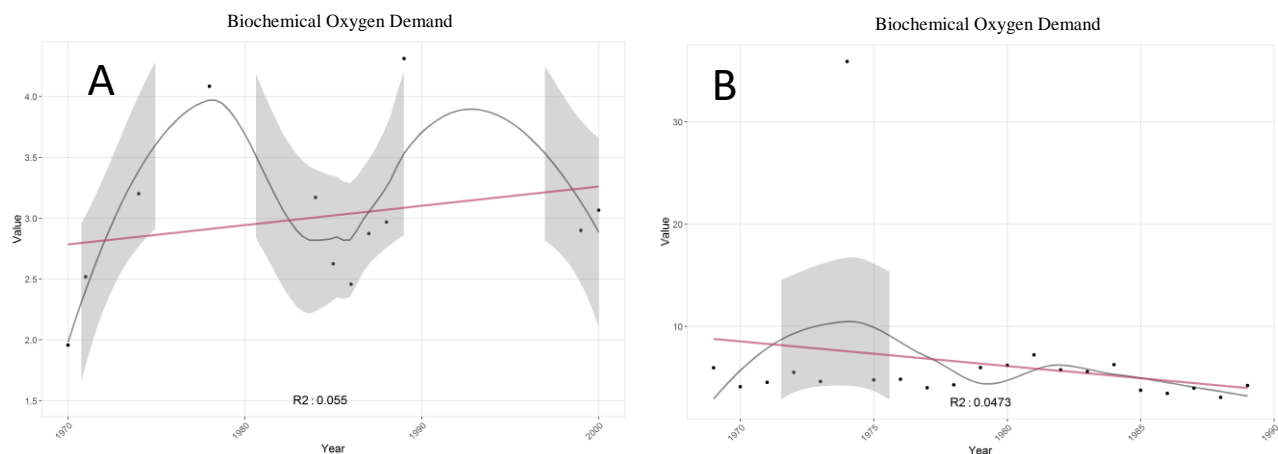 Biochemical Oxygen Demand
A
4.0
3.5
3.0
2.5
2.0
1.5
Value
R2 : 0.055
1970
1980
1990
2000
Year
Biochemical Oxygen Demand
B
30
20
10
Value
R2 : 0.0473
1970
1975
1980
1985
1990
Year